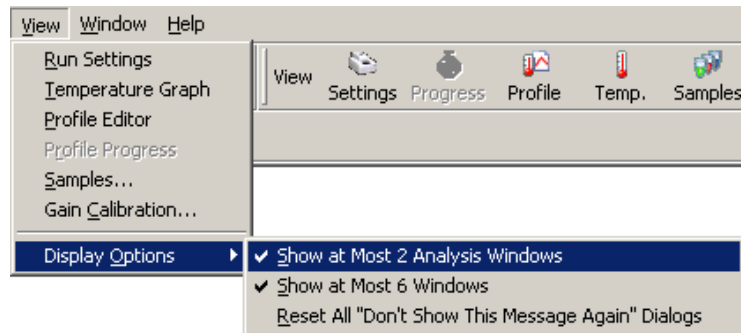 View Window Help
Run Settings
Temperature Graph
Profile Editor
Profile Progress
Samples...
Gain Calibration...
Display Options
View
Settings Progress Profile Temp. Samples
Show at Most 2 Analysis Windows
Show at Most 6 Windows
Reset All "Don't Show This Message Again" Dialogs